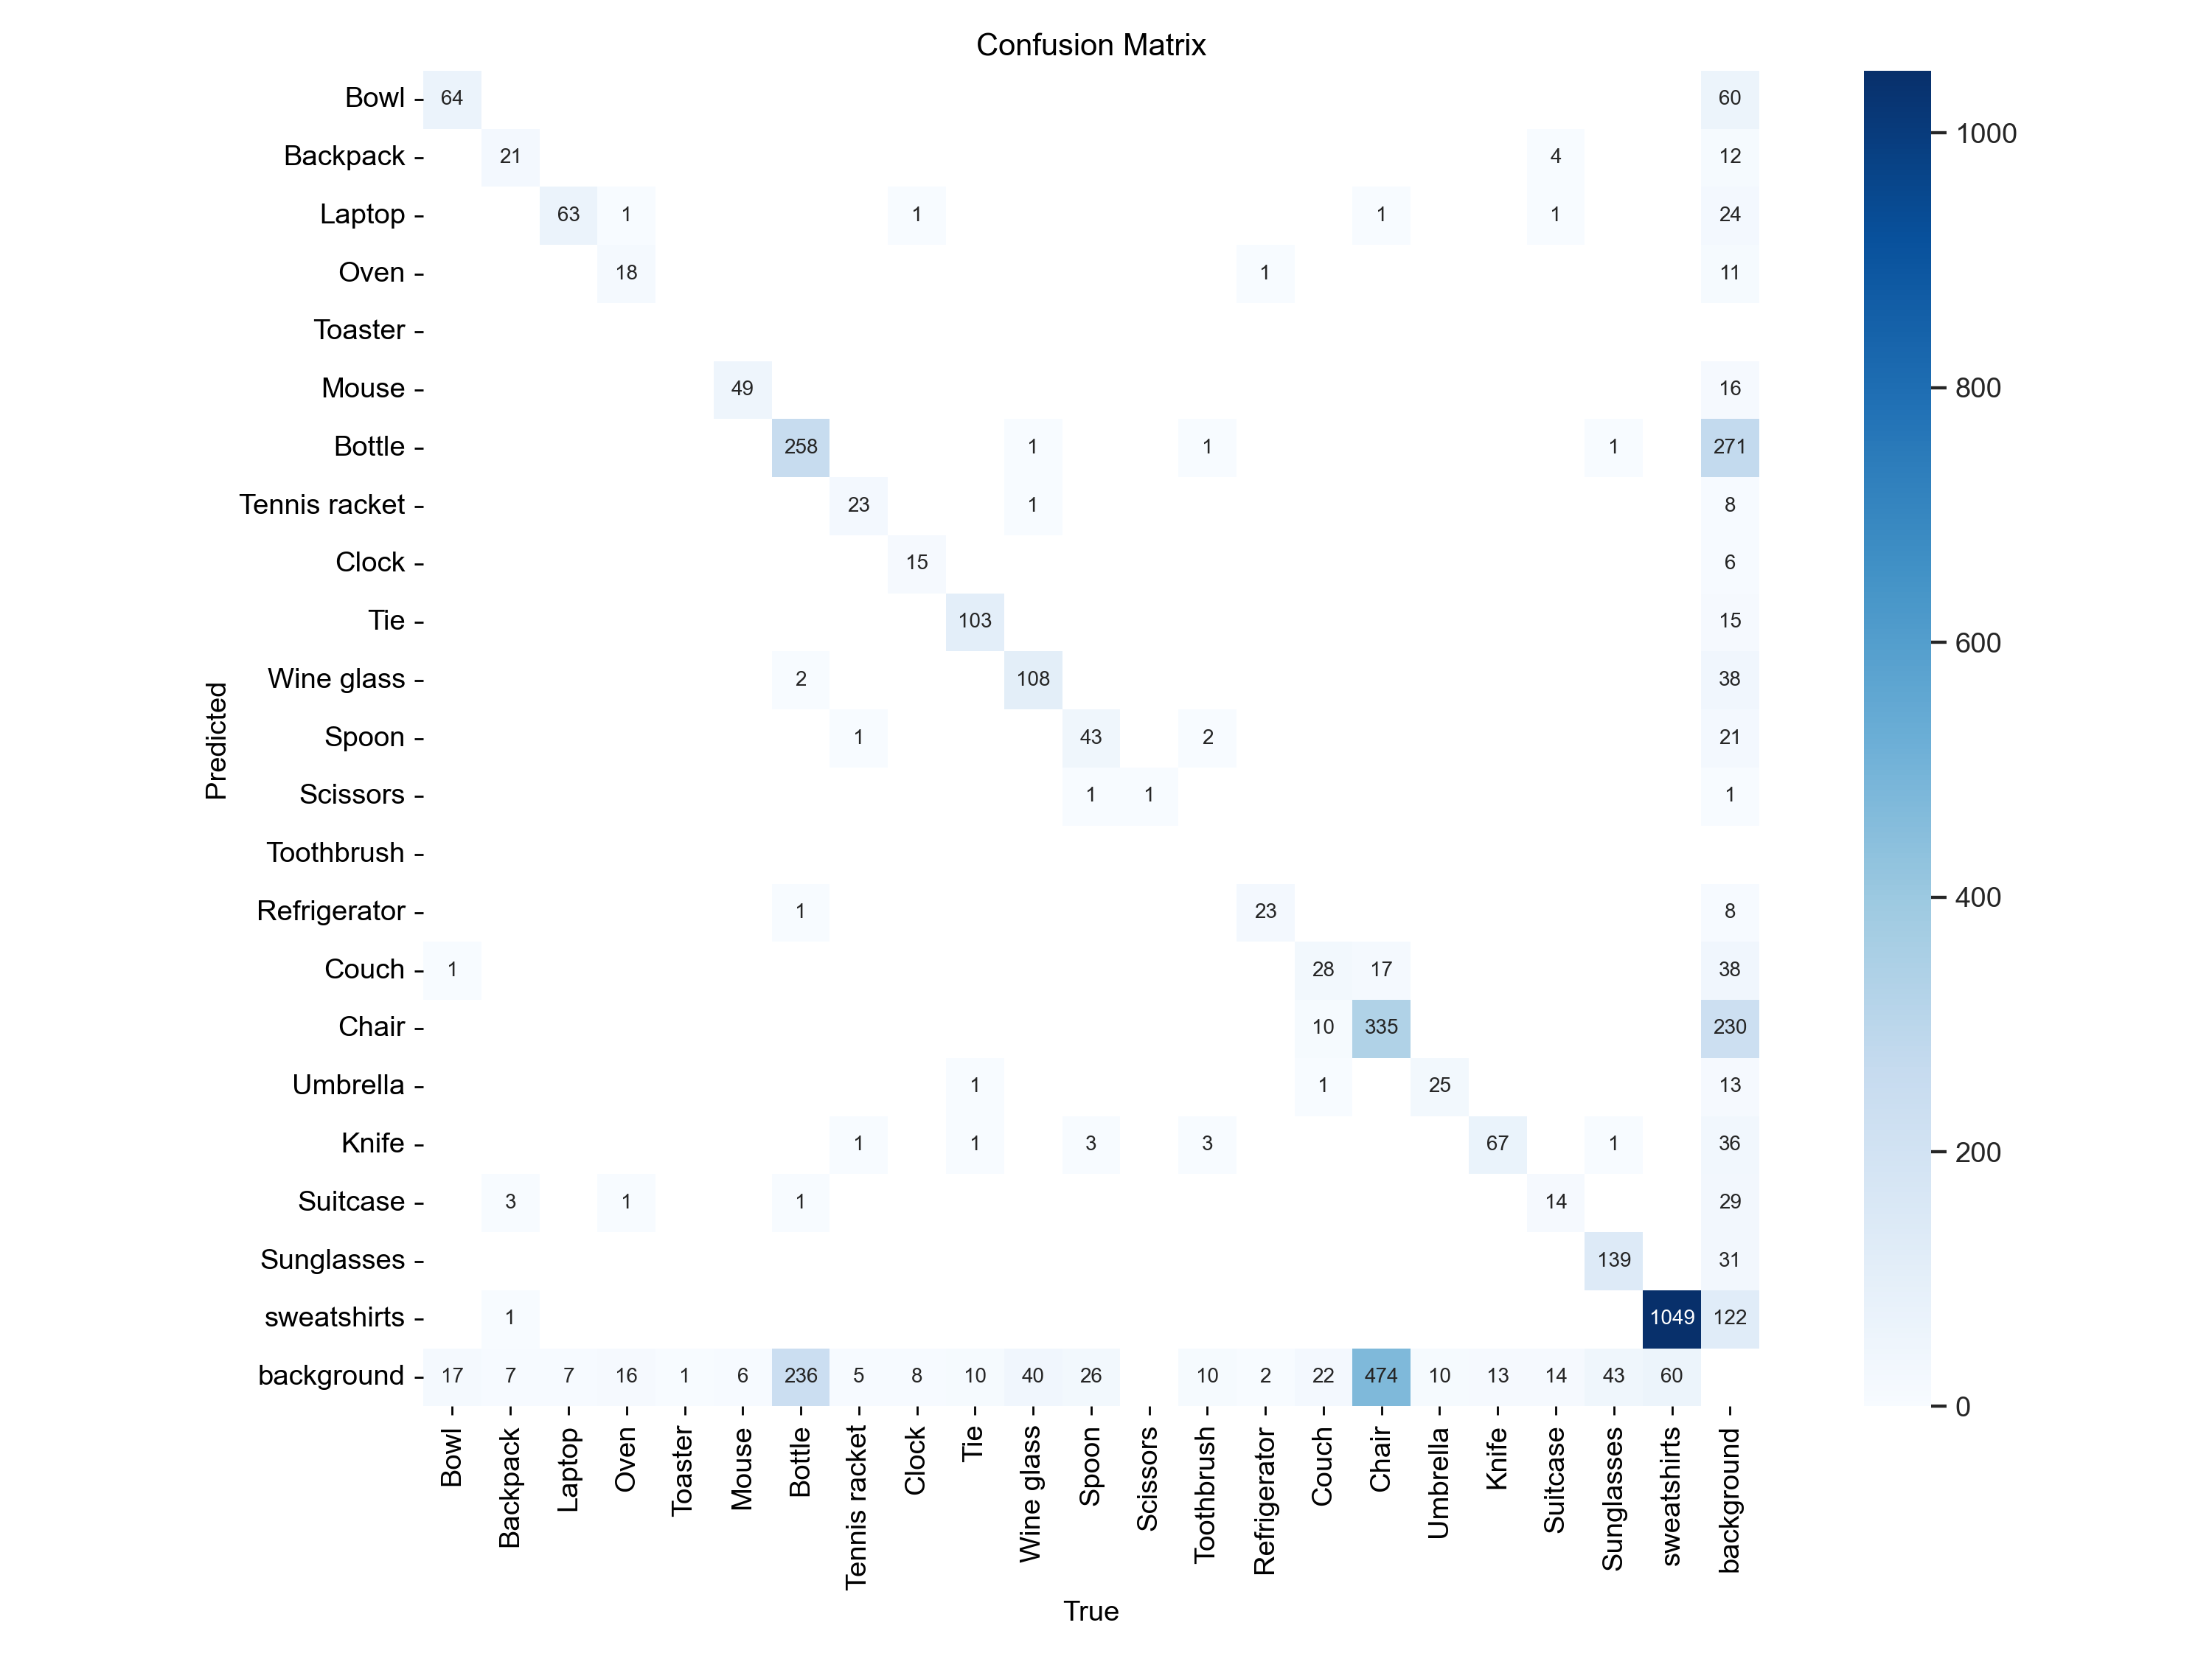 Confusion Matrix
Bowl 64 60
Backpack 21 4 12
Laptop 63 1 1 1 1 24
Oven 18 1 11
Toaster
Mouse 49 16
Bottle 258 1 1 1 271
Tennis racket 23 1 8
Clock 15 6
Tie 103 15
Wine glass 2 108 38
Spoon 1 43 2 21
Scissors 1 1 1
Toothbrush
Refrigerator 1 23 8
Couch 1 28 17 38
Chair 10 335 230
Umbrella 1 1 25 13
Knife 1 1 3 3 67 1 36
Suitcase 3 1 1 14 29
Sunglasses 139 31
sweatshirts 1 1049 122
background 17 7 7 16 1 6 236 5 8 10 40 26 10 2 22 474 10 13 14 43 60
Predicted
Bowl
Backpack
Laptop
Oven
Toaster
Mouse
Bottle
Tennis racket
Clock
Tie
Wine glass
Spoon
Scissors
Toothbrush
Refrigerator
Couch
Chair
Umbrella
Knife
Suitcase
Sunglasses
sweatshirts
background
True
1000
800
600
400
200
0